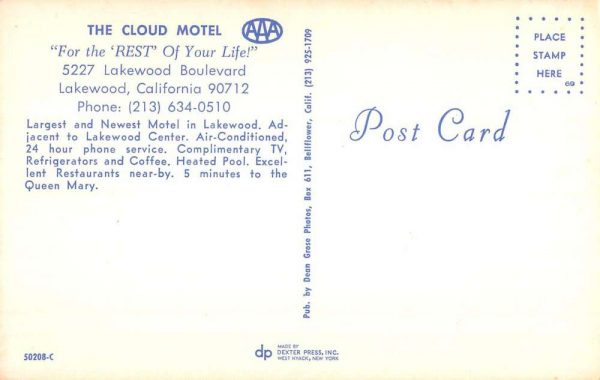 THE CLOUD MOTEL AAA
"For the 'REST' Of Your Life!"
5227 Lakewood Boulevard
Lakewood, California 90712
Phone: (213) 634-0510
Largest and Newest Motel in Lakewood. Ad-
jacent to Lakewood Center. Air-Conditioned,
24 hour phone service. Complimentary TV,
Refrigerators and Coffee. Heated Pool. Excel-
lent Restaurants near-by. 5 minutes to the
Queen Mary.
50208-C
Pub. by Dean Grose Photos, Box 611, Bellflower, Calif. (213) 925-1709
dp MADE BY
DEXTER PRESS, INC.
WEST NYACK, NEW YORK
Post Card
PLACE
STAMP
HERE
69